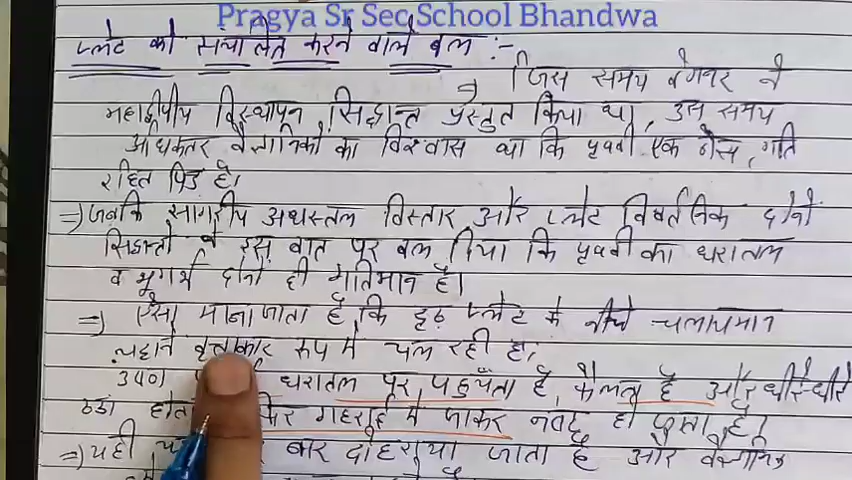 Pragya Sr Sec School Bhandwa
प्लेट को संचालित करने वाले बल :-
⇒ जिस समय वेगनर ने
महाद्वीपीय विस्थापन सिद्धान्त प्रस्तुत किया था, उस समय
अधिकतर वैज्ञानिकों का विश्वास था कि पृथ्वी एक ठोस, गति
रहित पिंड है।
⇒ जबकि सागरीय अधस्तल विस्तार और प्लेट विवर्तनिक दोनों
सिद्धान्तों ने इस बात पर बल दिया कि पृथ्वी का धरातल
व भूगर्भ दोनों ही गतिमान है।
⇒ ऐसा माना जाता है कि दृढ़ प्लेट के नीचे चलायमान
चट्टानें वृत्ताकार रूप में चल रही है।
उष्ण धरातल पर पहुँचता है, फैलता है और धीरे-धीरे
ठंडा होता फिर गहराई में जाकर नष्ट हो जाता है।
⇒ यही बार दोहराया जाता है और वैज्ञानिक